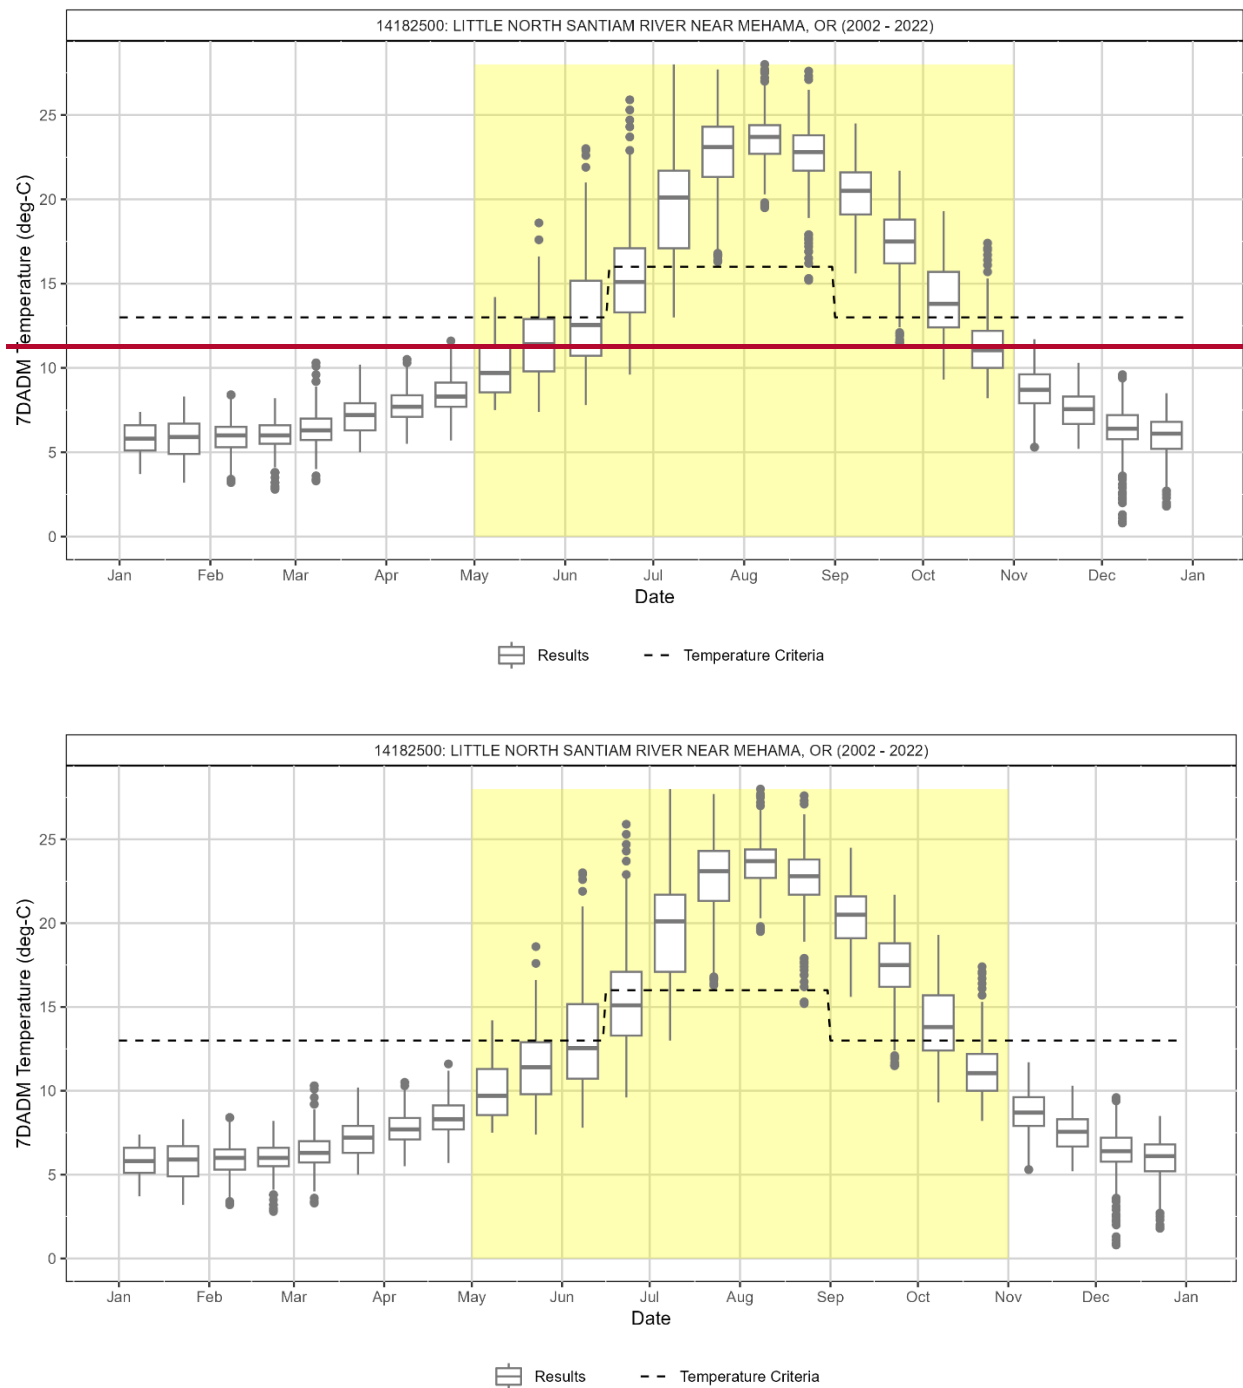 14182500: LITTLE NORTH SANTIAM RIVER NEAR MEHAMA, OR (2002 - 2022)
7DADM Temperature (deg-C)
25
20
15
10
5
0
Jan Feb Mar Apr May Jun Jul Aug Sep Oct Nov Dec Jan
Date
Results Temperature Criteria
14182500: LITTLE NORTH SANTIAM RIVER NEAR MEHAMA, OR (2002 - 2022)
7DADM Temperature (deg-C)
25
20
15
10
5
0
Jan Feb Mar Apr May Jun Jul Aug Sep Oct Nov Dec Jan
Date
Results Temperature Criteria